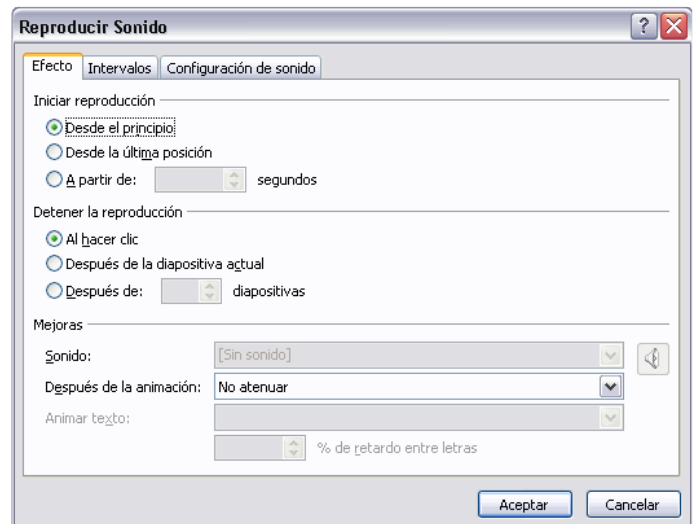 Reproducir Sonido
Efecto Intervalos Configuración de sonido
Iniciar reproducción
Desde el principio
Desde la última posición
A partir de: segundos
Detener la reproducción
Al hacer clic
Después de la diapositiva actual
Después de: diapositivas
Mejoras
Sonido: [Sin sonido]
Después de la animación: No atenuar
Animar texto:
% de retardo entre letras
Aceptar Cancelar